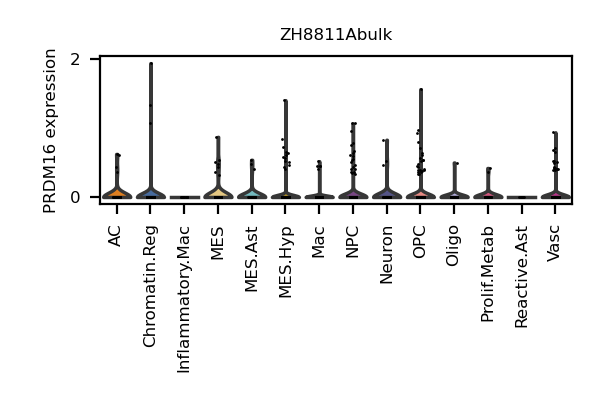 ZH8811Abulk
PRDM16 expression
2
0
AC
Chromatin.Reg
Inflammatory.Mac
MES
MES.Ast
MES.Hyp
Mac
NPC
Neuron
OPC
Oligo
Prolif.Metab
Reactive.Ast
Vasc